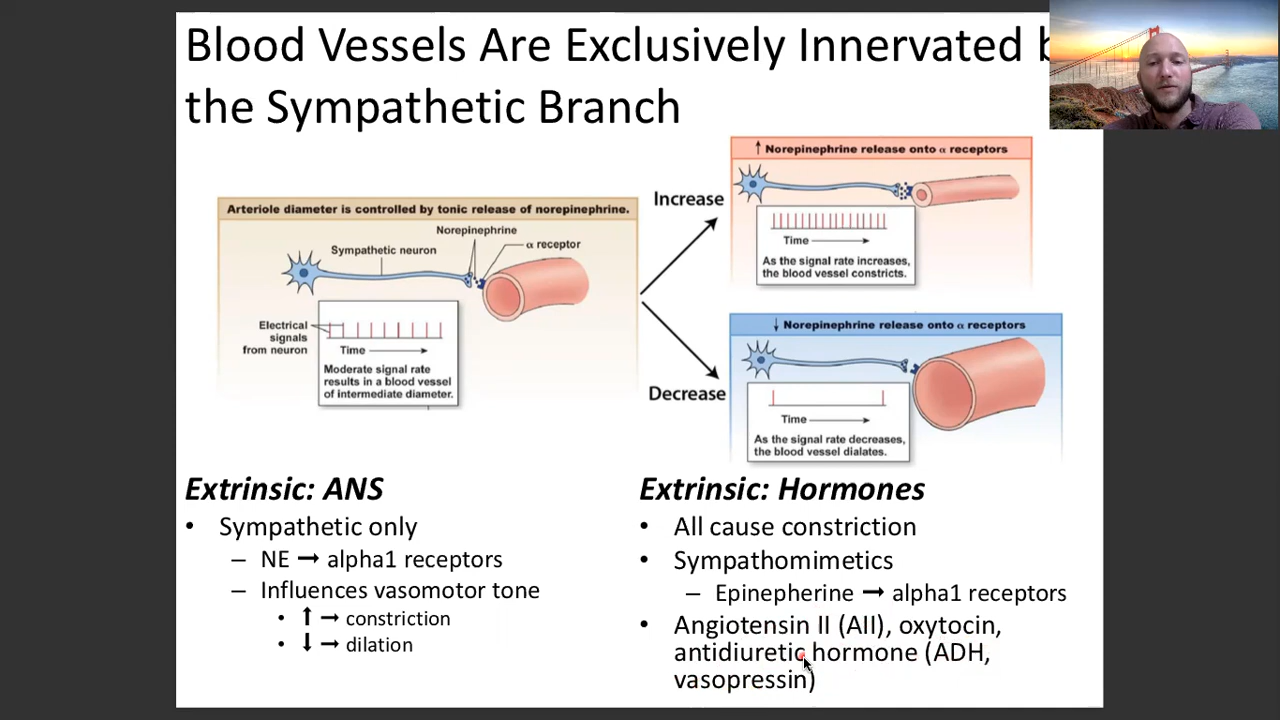 Blood Vessels Are Exclusively Innervated
the Sympathetic Branch
Arteriole diameter is controlled by tonic release of norepinephrine.
Norepinephrine
Sympathetic neuron
α receptor
Electrical
signals
from neuron
Time
Moderate signal rate
results in a blood vessel
of intermediate diameter.
Increase
Decrease
↑ Norepinephrine release onto α receptors
Time
As the signal rate increases,
the blood vessel constricts.
↓ Norepinephrine release onto α receptors
Time
As the signal rate decreases,
the blood vessel dialates.
Extrinsic: ANS
• Sympathetic only
– NE → alpha1 receptors
– Influences vasomotor tone
• ↑ → constriction
• ↓ → dilation
Extrinsic: Hormones
• All cause constriction
• Sympathomimetics
– Epinepherine → alpha1 receptors
• Angiotensin II (AII), oxytocin,
antidiuretic hormone (ADH,
vasopressin)